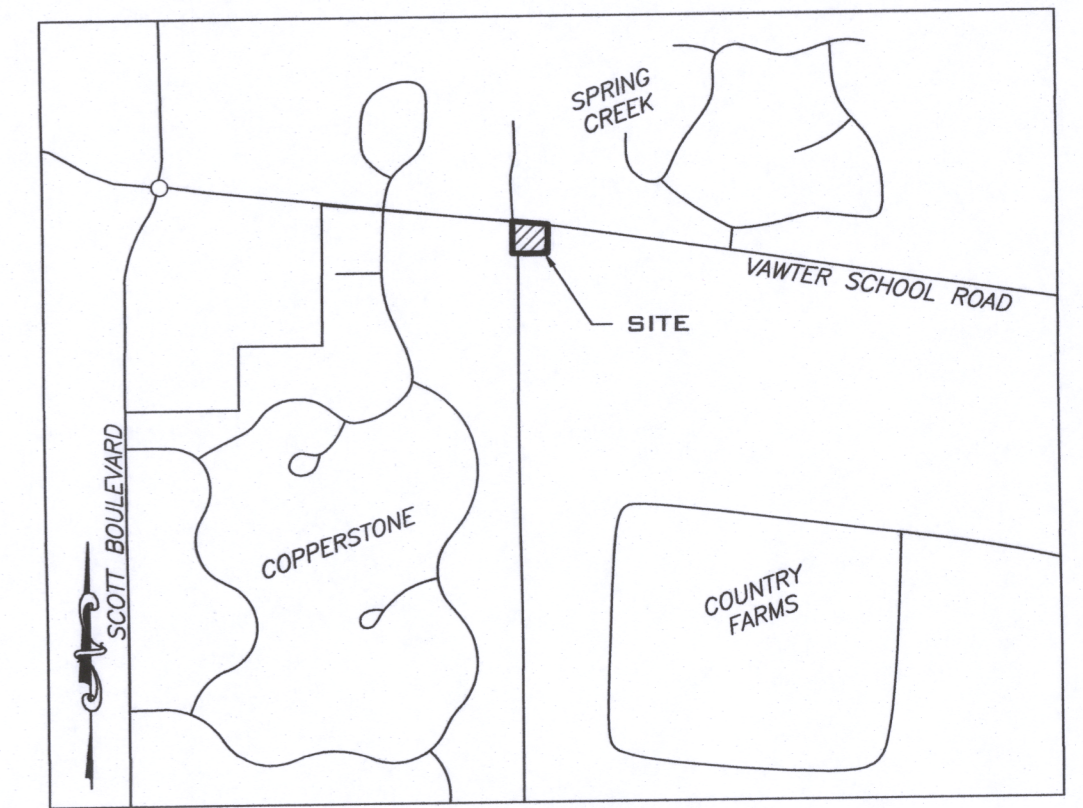 SPRING
CREEK
VAWTER SCHOOL ROAD
SITE
SCOTT BOULEVARD
COPPERSTONE
COUNTRY
FARMS